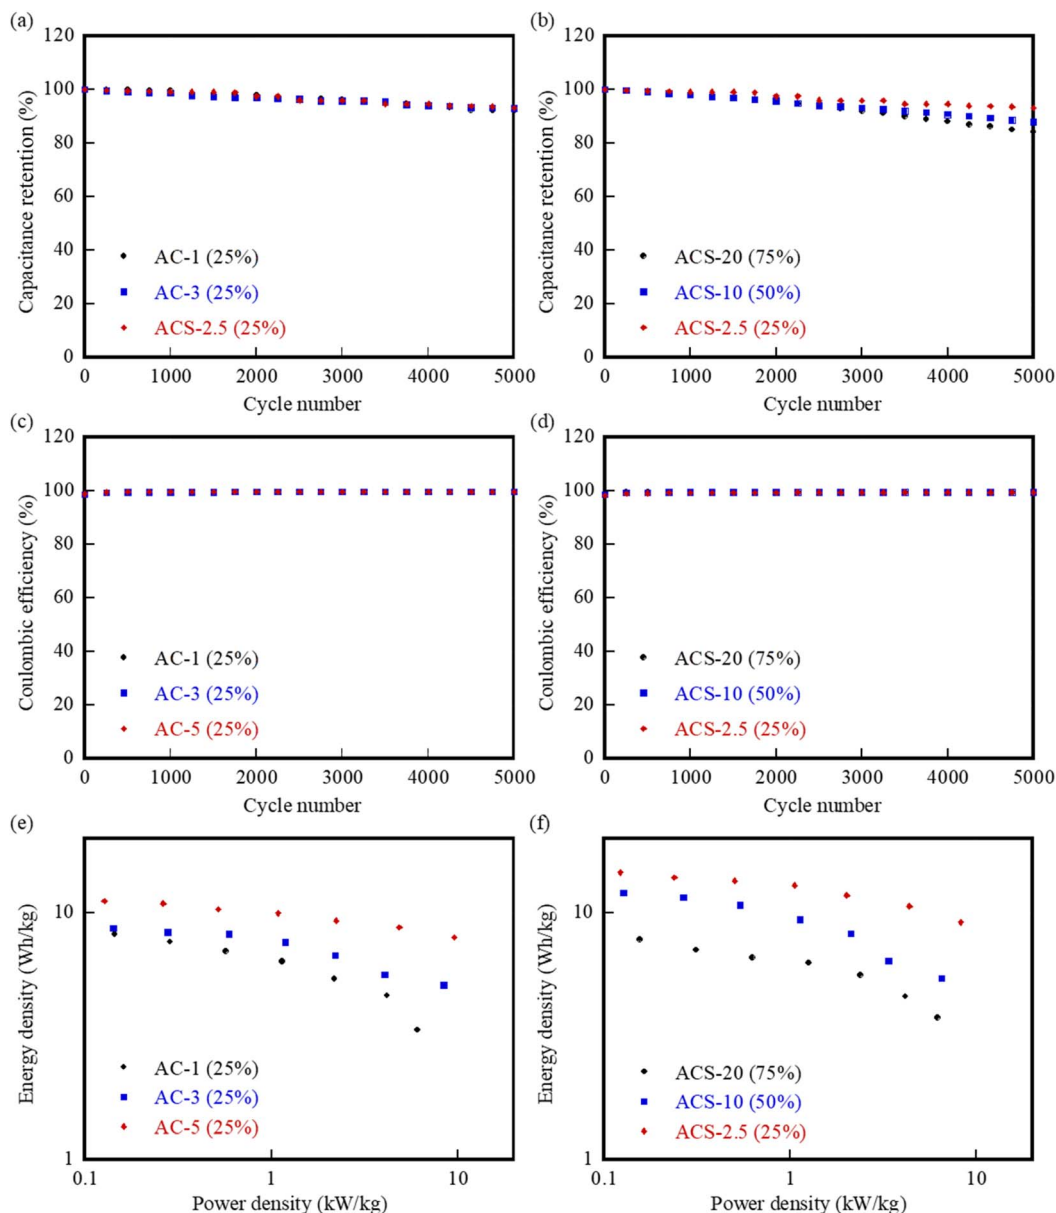 (a)
120
100
80
60
40
20
0
Capacitance retention (%)
AC-1 (25%)
AC-3 (25%)
ACS-2.5 (25%)
0 1000 2000 3000 4000 5000
Cycle number
(b)
120
100
80
60
40
20
0
Capacitance retention (%)
ACS-20 (75%)
ACS-10 (50%)
ACS-2.5 (25%)
0 1000 2000 3000 4000 5000
Cycle number
(c)
120
100
80
60
40
20
0
Coulombic efficiency (%)
AC-1 (25%)
AC-3 (25%)
AC-5 (25%)
0 1000 2000 3000 4000 5000
Cycle number
(d)
120
100
80
60
40
20
0
Coulombic efficiency (%)
ACS-20 (75%)
ACS-10 (50%)
ACS-2.5 (25%)
0 1000 2000 3000 4000 5000
Cycle number
(e)
10
1
Energy density (Wh/kg)
AC-1 (25%)
AC-3 (25%)
AC-5 (25%)
0.1 1 10
Power density (kW/kg)
(f)
10
1
Energy density (Wh/kg)
ACS-20 (75%)
ACS-10 (50%)
ACS-2.5 (25%)
0.1 1 10
Power density (kW/kg)